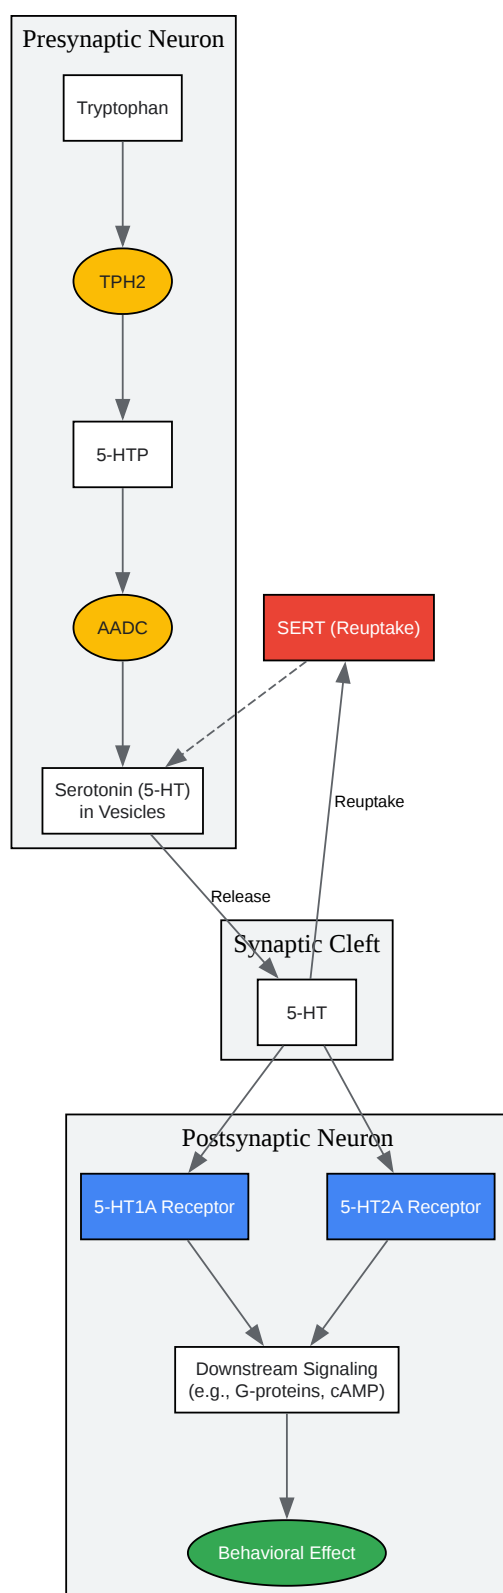 Presynaptic Neuron
Tryptophan
TPH2
5-HTP
AADC
SERT (Reuptake)
Serotonin (5-HT)
in Vesicles
Reuptake
Release
Synaptic Cleft
5-HT
Postsynaptic Neuron
5-HT1A Receptor
5-HT2A Receptor
Downstream Signaling
(e.g., G-proteins, cAMP)
Behavioral Effect